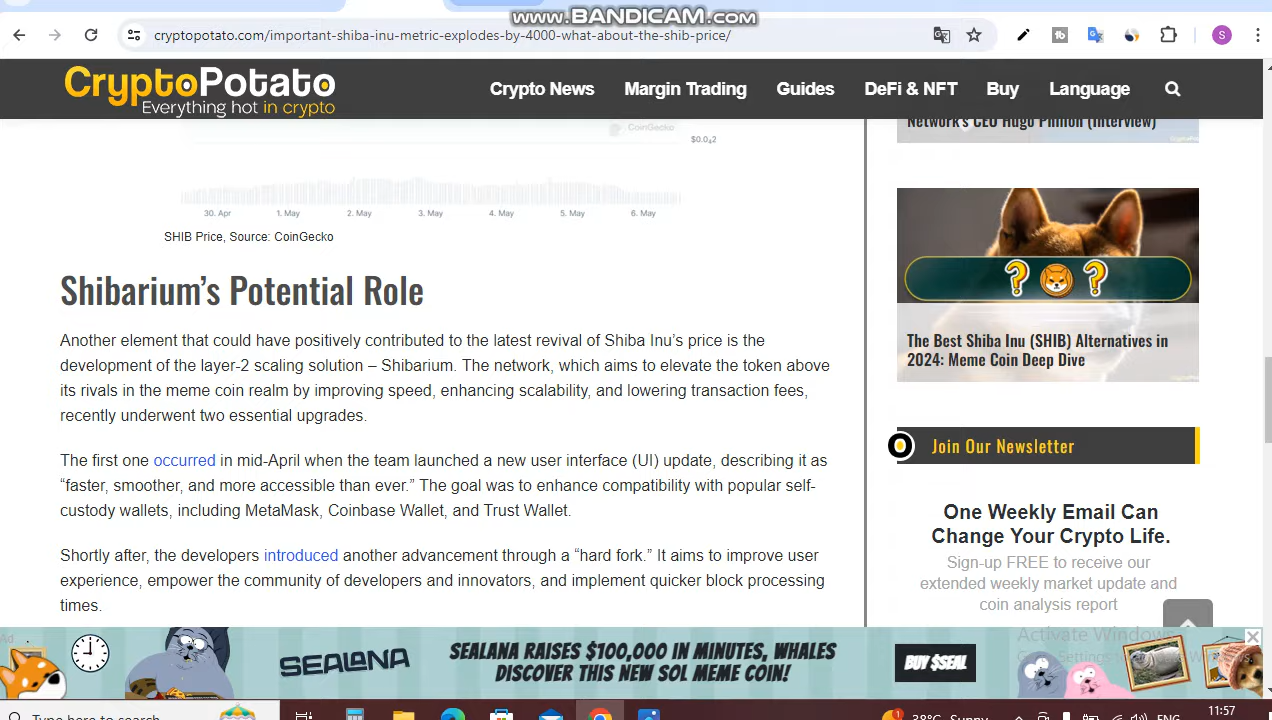 www.BANDICAM.com
cryptopotato.com/important-shiba-inu-metric-explodes-by-4000-what-about-the-shib-price/
S
CryptoPotato
Everything hot in crypto
Crypto News
Margin Trading
Guides
DeFi & NFT
Buy
Language
CoinGecko
30. Apr
1. May
2. May
3. May
4. May
5. May
6. May
SHIB Price, Source: CoinGecko
Shibarium’s Potential Role
Another element that could have positively contributed to the latest revival of Shiba Inu’s price is the
development of the layer-2 scaling solution – Shibarium. The network, which aims to elevate the token above
its rivals in the meme coin realm by improving speed, enhancing scalability, and lowering transaction fees,
recently underwent two essential upgrades.
The first one occurred in mid-April when the team launched a new user interface (UI) update, describing it as
“faster, smoother, and more accessible than ever.” The goal was to enhance compatibility with popular self-
custody wallets, including MetaMask, Coinbase Wallet, and Trust Wallet.
Shortly after, the developers introduced another advancement through a “hard fork.” It aims to improve user
experience, empower the community of developers and innovators, and implement quicker block processing
times.
Network's CEO Hugo Philion (Interview)
The Best Shiba Inu (SHIB) Alternatives in
2024: Meme Coin Deep Dive
Join Our Newsletter
One Weekly Email Can
Change Your Crypto Life.
Sign-up FREE to receive our
extended weekly market update and
coin analysis report
Activate Windows
Settings
Ad
SEALANA
SEALANA RAISES $100,000 IN MINUTES, WHALES
DISCOVER THIS NEW SOL MEME COIN!
BUY $SEAL
Type here to search
38°C Sunny
ENG
11:57